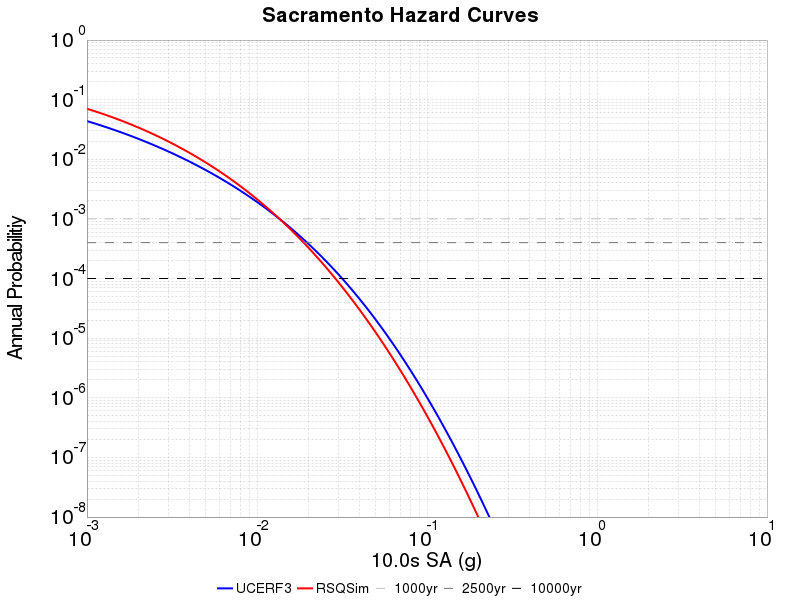 Sacramento Hazard Curves
10^0
10^-1
10^-2
10^-3
10^-4
10^-5
10^-6
10^-7
10^-8
Annual Probabilitiy
10^-3 10^-2 10^-1 10^0 10^1
10.0s SA (g)
UCERF3 RSQSim 1000yr 2500yr 10000yr